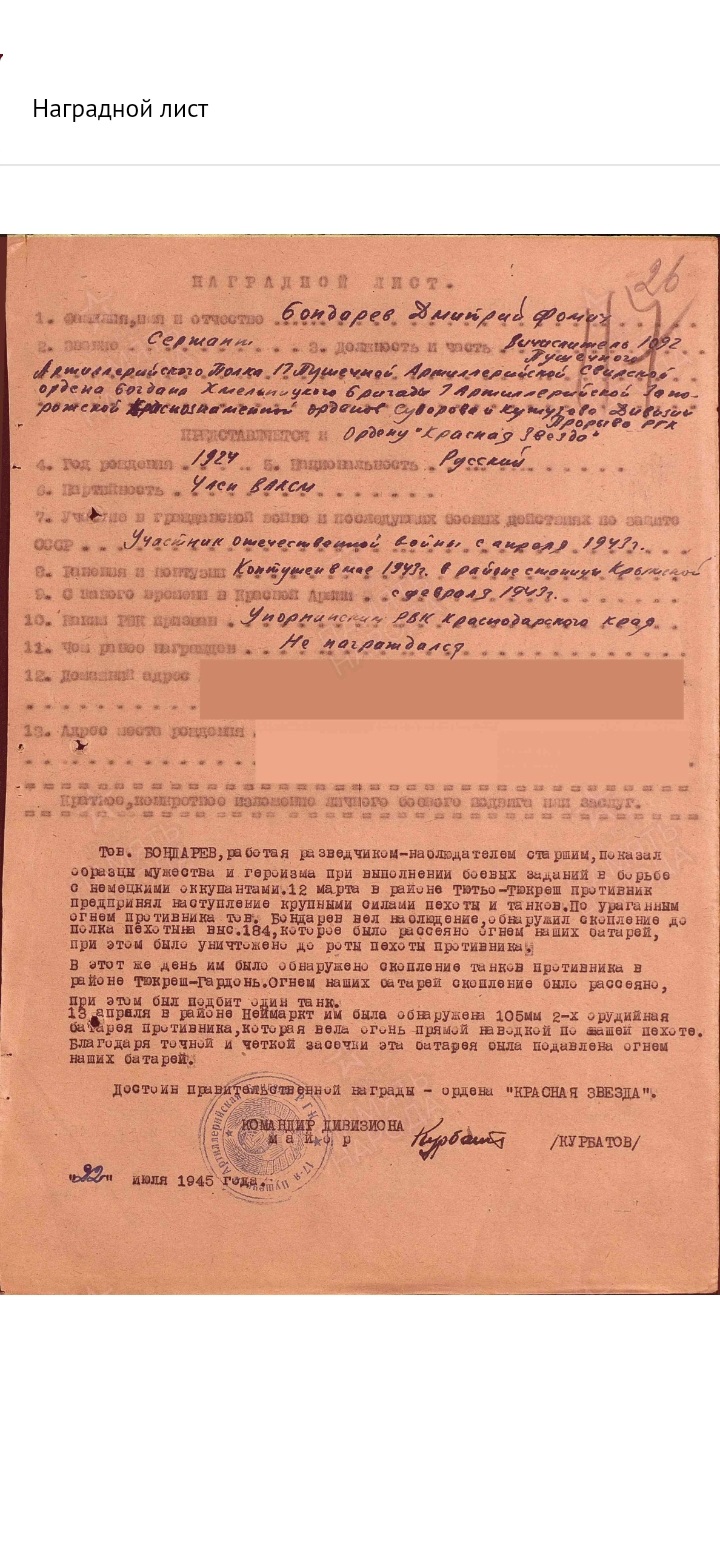 Наградной лист
26
НАГРАДНОЙ ЛИСТ.
1. Фамилия,имя и отчество Бондарев Дмитрий Фомич
2. Звание Сержант 3. Должность и часть Вычислитель 1092
Пушечного
Артиллерийского Полка 17 Пушечной Артиллерийской Свирской
ордена Богдана Хмельницкого бригады 7 Артиллерийской Запо-
рожской Краснознаменной орденов Суворова и Кутузова Дивизии
Прорыва РГК
ПРЕДСТАВЛЯЕТСЯ к Ордену "Красная Звезда"
4. Год рождения 1924 5. Национальность Русский
6. Партийность Член ВЛКСМ
7. Участие в гражданской войне и последующих боевых действиях по защите
СССР Участник отечественной войны с апреля 1943г.
8. Ранения и контузии Контужен в мае 1943г. в районе станицы Крымской
9. С какого времени в Красной Армии с февраля 1943г.
10. Каким РВК призван Упорнинским РВК Краснодарского края
11. Чем ранее награжден Не награждался
12. Домашний адрес
13. Адрес места рождения
Краткое,конкретное изложение личного боевого подвига или заслуг.
Тов. БОНДАРЕВ,работая разведчиком-наблюдателем старшим,показал
образцы мужества и героизма при выполнении боевых заданий в борьбе
с немецкими оккупантами.12 марта в районе Тютьо-Тюкреш противник
предпринял наступление крупными силами пехоты и танков.По ураганным
огнем противника тов. Бондарев вел наблюдение,обнаружил скопление до
полка пехотына выс.184,которое было рассеяно огнем наших батарей,
при этом было уничтожено до роты пехоты противника.
В этот же день им было обнаружено скопление танков противника в
районе Тюкреш-Гардонь.Огнем наших батарей скопление было рассеяно,
при этом был подбит один танк.
13 апреля в районе Неймаркт им была обнаружена 105мм 2-х орудийная
батарея противника,которая вела огонь прямой наводкой по нашей пехоте.
Благодаря точной и четкой засечки эта батарея была подавлена огнем
наших батарей.
Достоин правительственной награды - ордена "КРАСНАЯ ЗВЕЗДА".
КОМАНДИР ДИВИЗИОНА
майор Курбатов /КУРБАТОВ/
"22" июля 1945 года.